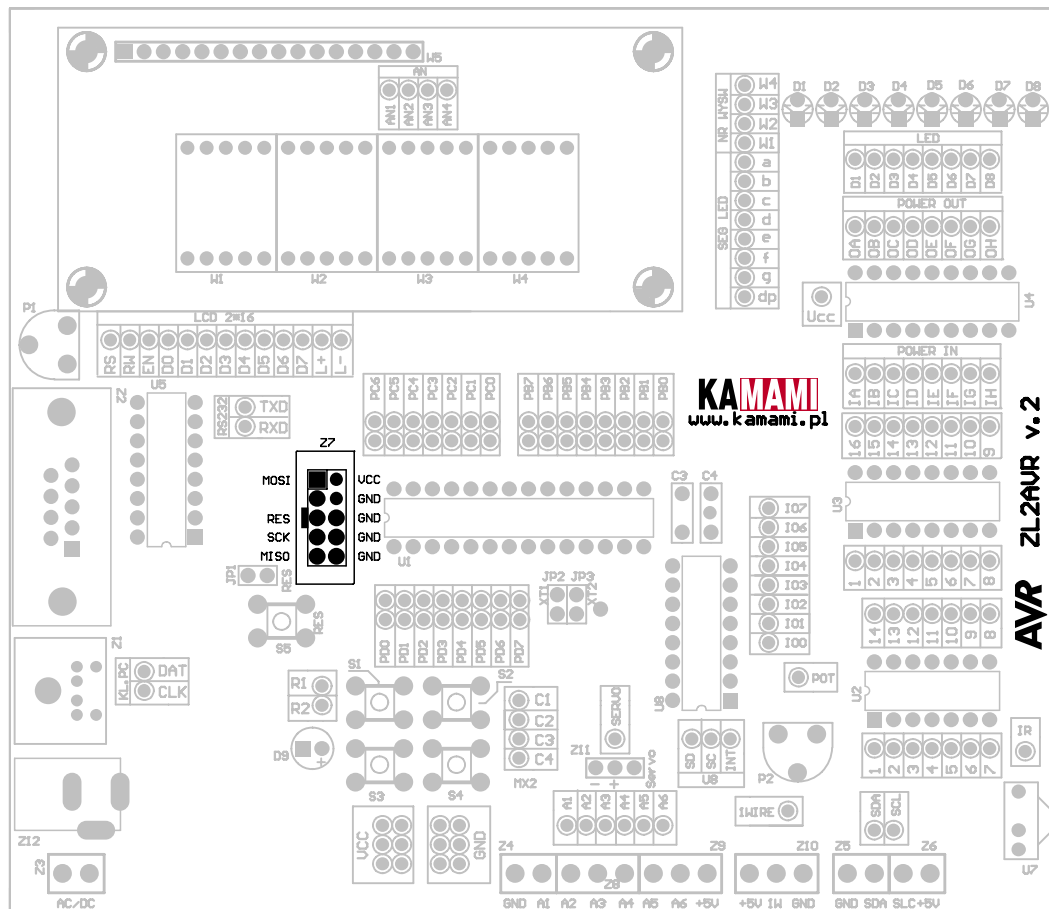 W5
AN
AN1 AN2 AN3 AN4
W1 W2 W3 W4
NR WYSW
W4
W3
W2
W1
SEG LED
a
b
c
d
e
f
g
dp
D1 D2 D3 D4 D5 D6 D7 D8
LED
D1 D2 D3 D4 D5 D6 D7 D8
POWER OUT
OA OB OC OD OE OF OG OH
Ucc
U4
P1
LCD 2*16
RS RW EN D0 D1 D2 D3 D4 D5 D6 D7 L+ L-
Z2
U5
RS232
TXD
RXD
PC6 PC5 PC4 PC3 PC2 PC1 PC0
PB7 PB6 PB5 PB4 PB3 PB2 PB1 PB0
KAMAMI
www.kamami.pl
POWER IN
IA IB IC ID IE IF IG IH
16 15 14 13 12 11 10 9
Z7
MOSI VCC
GND
RES GND
SCK GND
MISO GND
U1
C3 C4
IO7
IO6
IO5
IO4
IO3
IO2
IO1
IO0
U3
1 2 3 4 5 6 7 8
AVR ZL2AVR v.2
JP1
RES
RES
S5
JP2 JP3
XT1 XT2
PD0 PD1 PD2 PD3 PD4 PD5 PD6 PD7
14 13 12 11 10 9 8
Z1
KL.PC
DAT
CLK
R1
R2
S1
S2
D9
+
S3 S4
C1
C2
C3
C4
MX2
SERVO
Z11
- +
Servo
U8
SD SC INT
U8
POT
P2
U2
1 2 3 4 5 6 7
IR
U7
Z12
Z3
AC/DC
VCC
GND
A1 A2 A3 A4 A5 A6
1WIRE
SDA SCL
Z4 Z8 Z9 Z10 Z5 Z6
GND A1 A2 A3 A4 A5 A6 +5V +5V 1W GND GND SDA SLC +5V